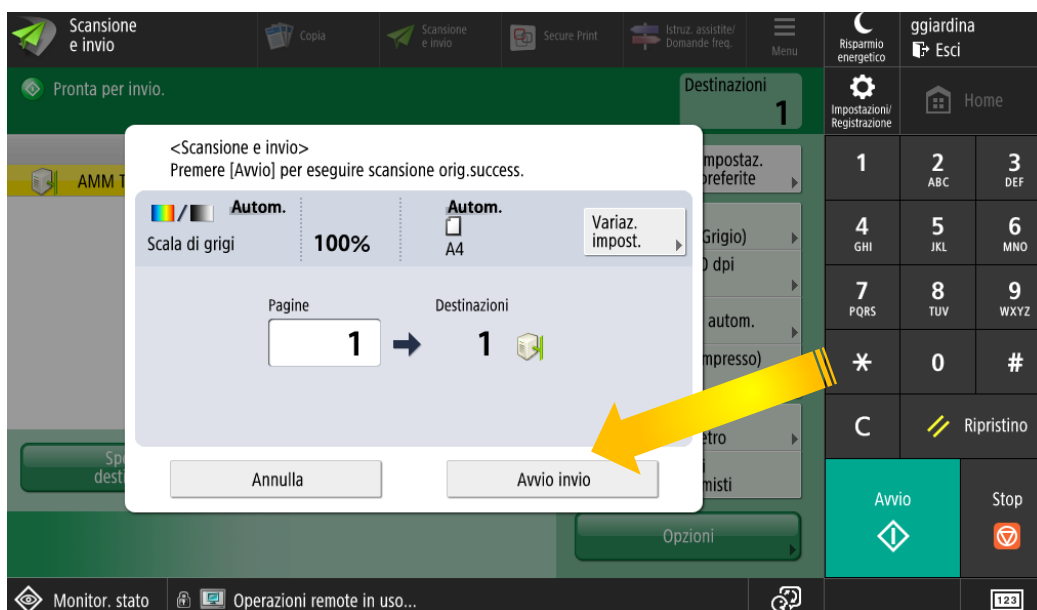 Scansione
e invio
Copia
Scansione
e invio
Secure Print
Istruz. assistite/
Domande freq.
Menu
Risparmio
energetico
ggiardina
Esci
Pronta per invio.
Destinazioni
1
Impostazioni/
Registrazione
Home
<Scansione e invio>
Premere [Avvio] per eseguire scansione orig.success.
AMM
Autom.
Scala di grigi
100%
Autom.
A4
Variaz.
impost.
mpostaz.
preferite
Grigio)
dpi
autom.
mpresso)
etro
misti
Pagine
1
Destinazioni
1
Annulla
Avvio invio
Opzioni
1
2
ABC
3
DEF
4
GHI
5
JKL
6
MNO
7
PQRS
8
TUV
9
WXYZ
*
0
#
C
Ripristino
Avvio
Stop
Monitor. stato
Operazioni remote in uso...
123